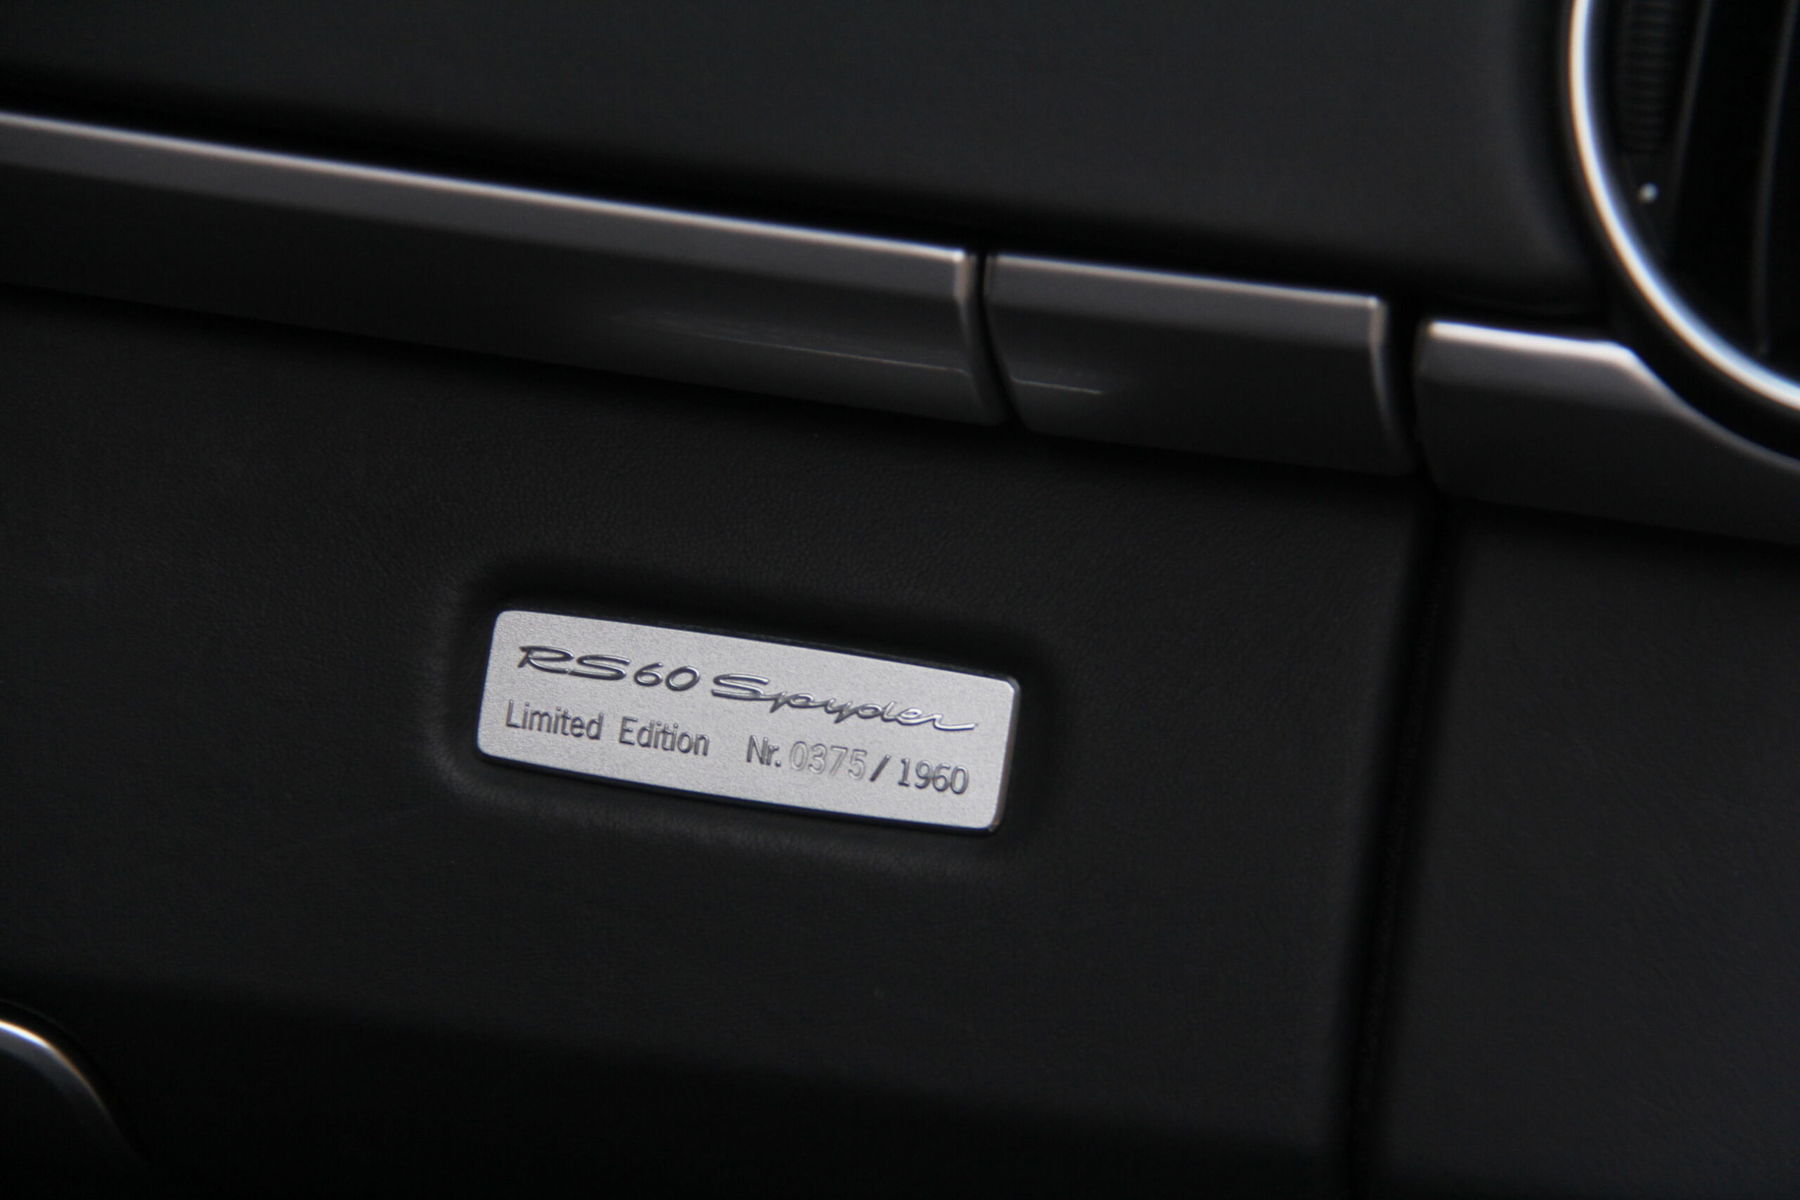 RS60 Spyder
Limited Edition Nr. 0375 / 1960